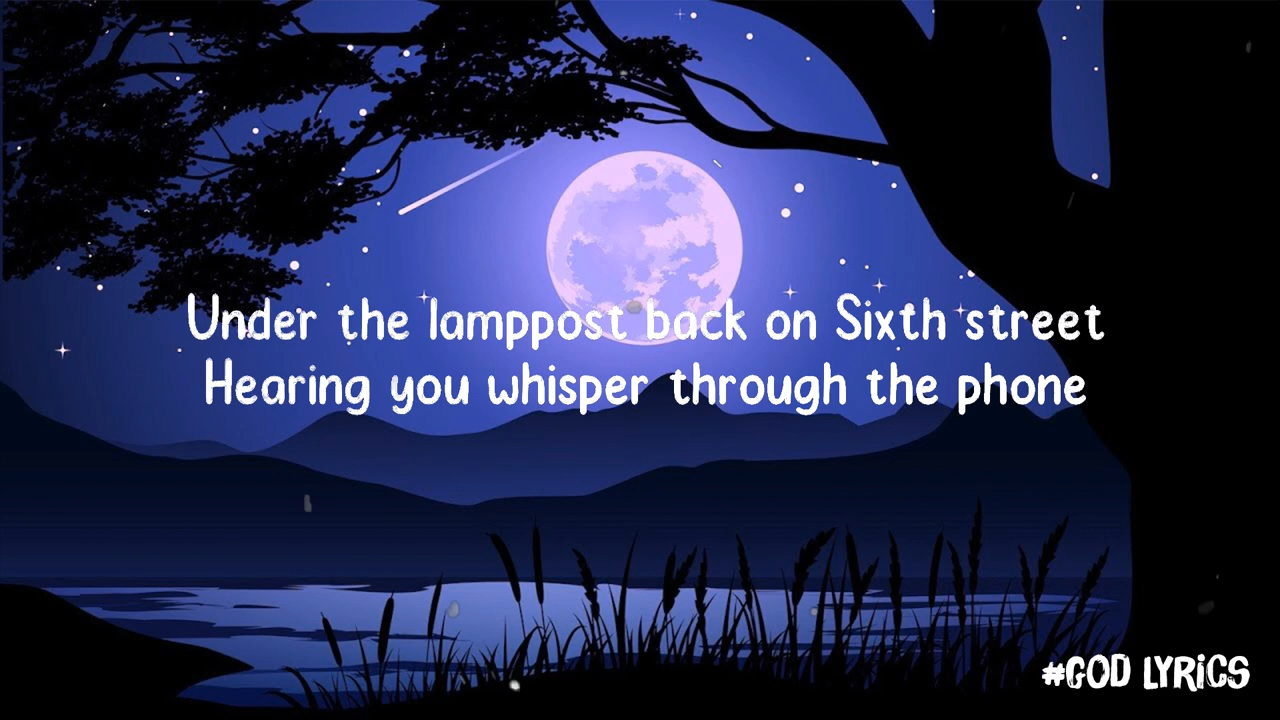 Under the lamppost back on Sixth street
Hearing you whisper through the phone
#GOD LYRiCS